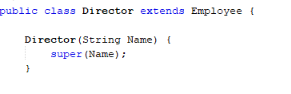 public class Director extends Employee {
Director(String Name) {
super(Name);
}